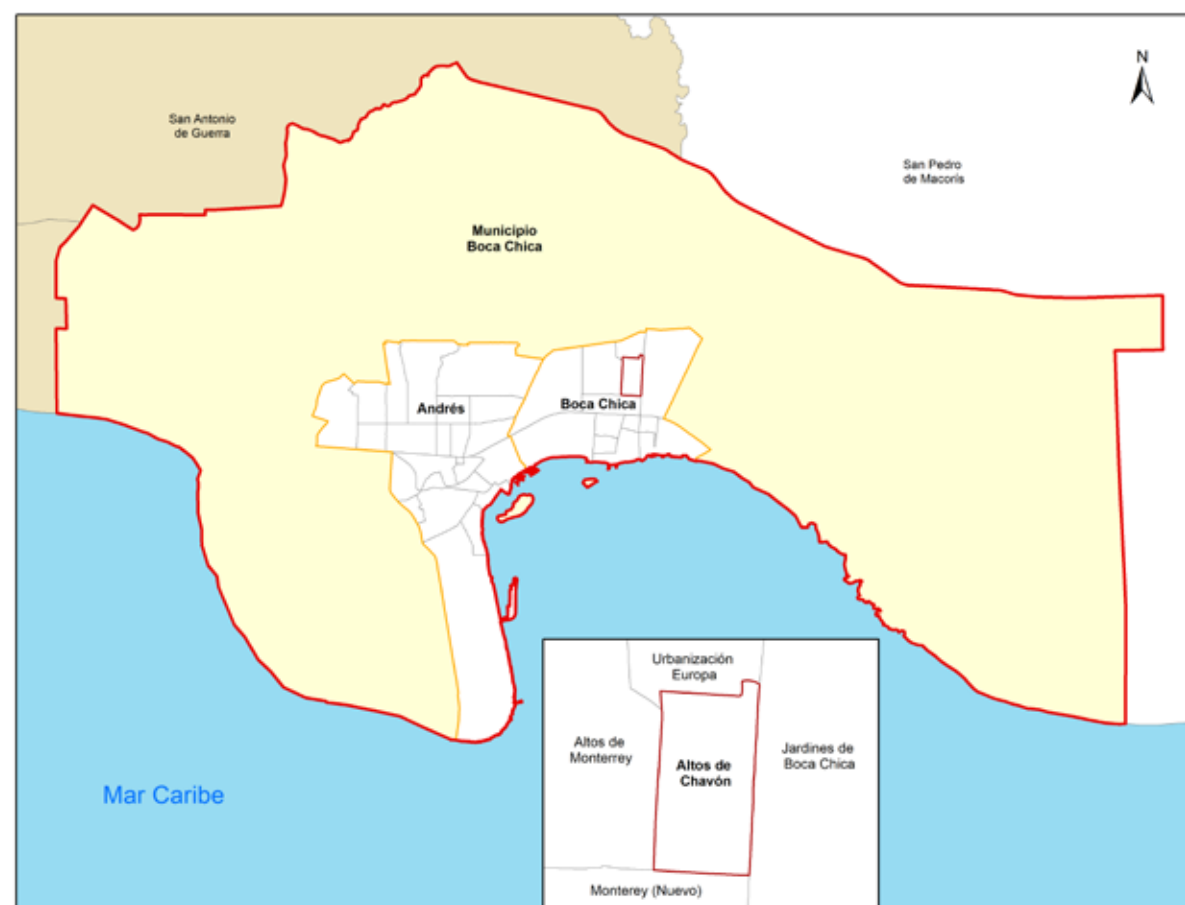 N
San Antonio
de Guerra
San Pedro
de Macorís
Municipio
Boca Chica
Andrés
Boca Chica
Urbanización
Europa
Altos de
Monterrey
Altos de
Chavón
Jardines de
Boca Chica
Mar Caribe
Monterey (Nuevo)